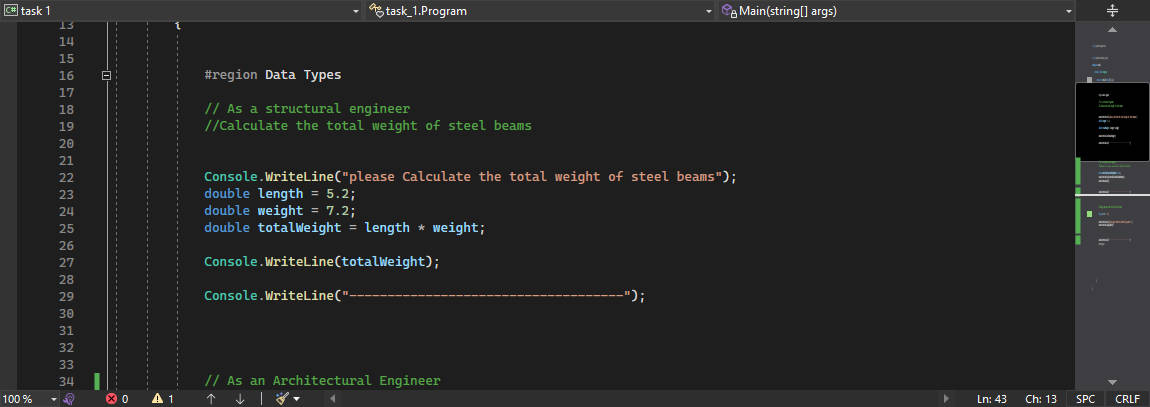 C# task 1 task_1.Program Main(string[] args)
13 {
14
15
16 #region Data Types
17
18 // As a structural engineer
19 //Calculate the total weight of steel beams
20
21
22 Console.WriteLine("please Calculate the total weight of steel beams");
23 double length = 5.2;
24 double weight = 7.2;
25 double totalWeight = length * weight;
26
27 Console.WriteLine(totalWeight);
28
29 Console.WriteLine("------------------------------------");
30
31
32
33
34 // As an Architectural Engineer
100 % 0 1 Ln: 43 Ch: 13 SPC CRLF